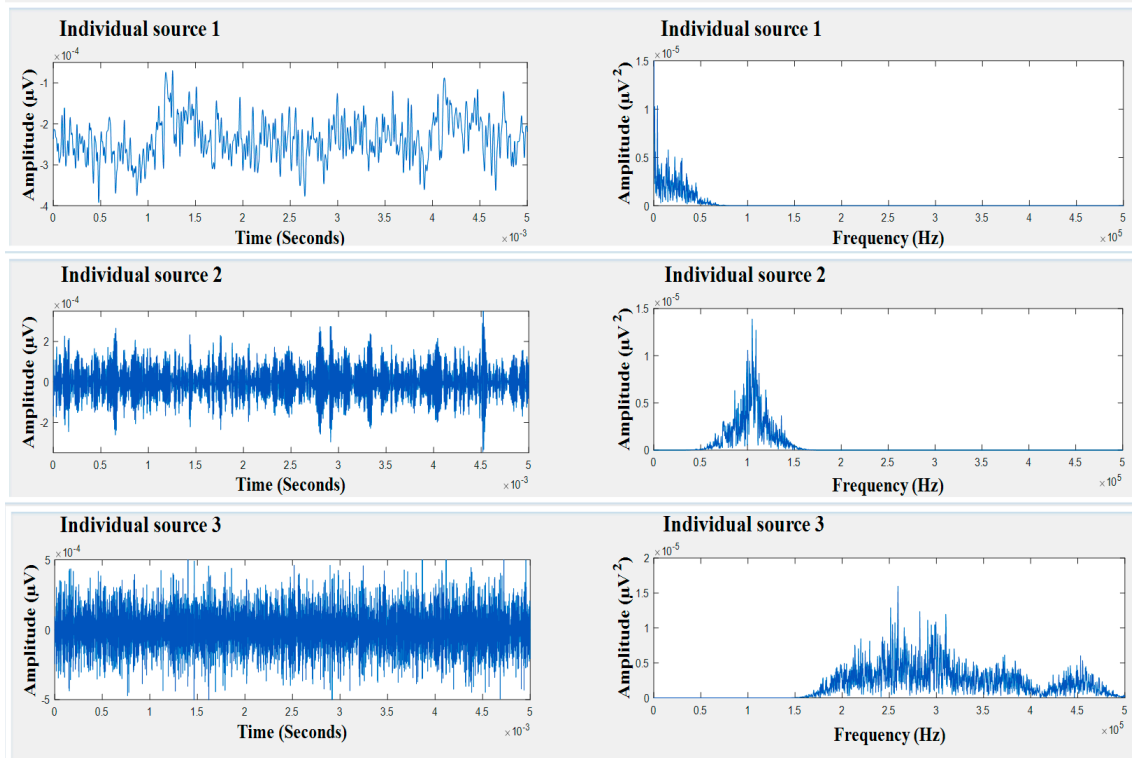 Individual source 1
×10⁻⁴
Amplitude (µV)
-1
-2
-3
-4
0 0.5 1 1.5 2 2.5 3 3.5 4 4.5 5
Time (Seconds)
×10⁻³
Individual source 1
×10⁻⁵
Amplitude (µV ²)
1.5
1
0.5
0
0 0.5 1 1.5 2 2.5 3 3.5 4 4.5 5
Frequency (Hz)
×10⁵
Individual source 2
×10⁻⁴
Amplitude (µV)
2
0
-2
0 0.5 1 1.5 2 2.5 3 3.5 4 4.5 5
Time (Seconds)
×10⁻³
Individual source 2
×10⁻⁵
Amplitude (µV ²)
1.5
1
0.5
0
0 0.5 1 1.5 2 2.5 3 3.5 4 4.5 5
Frequency (Hz)
×10⁵
Individual source 3
×10⁻⁴
Amplitude (µV)
5
0
-5
0 0.5 1 1.5 2 2.5 3 3.5 4 4.5 5
Time (Seconds)
×10⁻³
Individual source 3
×10⁻⁵
Amplitude (µV ²)
2
1.5
1
0.5
0
0 0.5 1 1.5 2 2.5 3 3.5 4 4.5 5
Frequency (Hz)
×10⁵